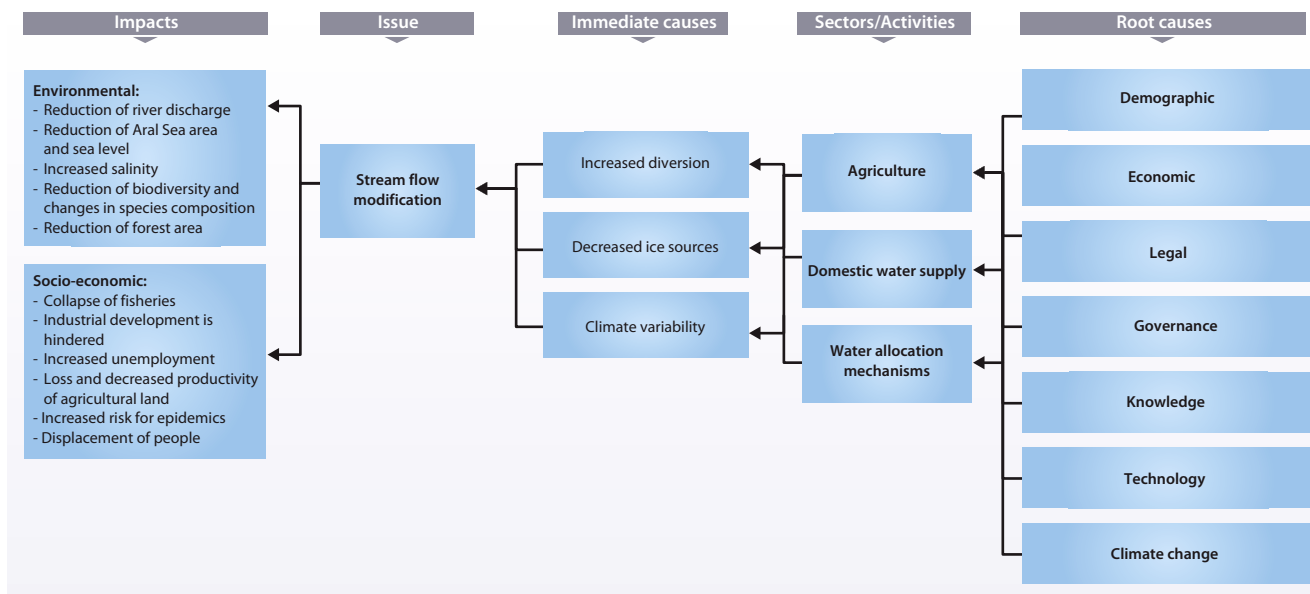 Impacts
Issue
Immediate causes
Sectors/Activities
Root causes
Environmental:
- Reduction of river discharge
- Reduction of Aral Sea area
and sea level
- Increased salinity
- Reduction of biodiversity and
changes in species composition
- Reduction of forest area
Socio-economic:
- Collapse of fisheries
- Industrial development is
hindered
- Increased unemployment
- Loss and decreased productivity
of agricultural land
- Increased risk for epidemics
- Displacement of people
Stream flow
modification
Increased diversion
Decreased ice sources
Climate variability
Agriculture
Domestic water supply
Water allocation
mechanisms
Demographic
Economic
Legal
Governance
Knowledge
Technology
Climate change